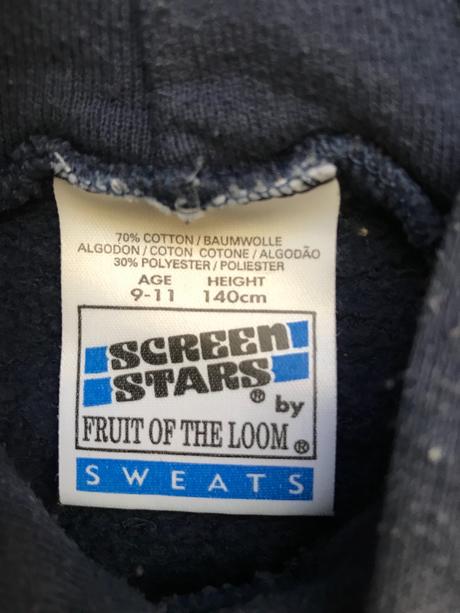 70% COTTON / BAUMWOLLE
ALGODON / COTON COTONE / ALGODÃO
30% POLYESTER / POLIESTER
AGE HEIGHT
9-11 140cm
SCREEN
STARS ®
by
FRUIT OF THE LOOM ®
SWEATS